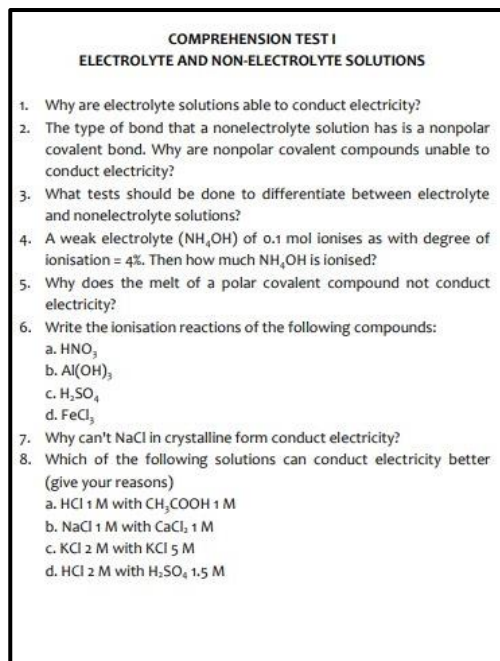 COMPREHENSION TEST I
ELECTROLYTE AND NON-ELECTROLYTE SOLUTIONS
1. Why are electrolyte solutions able to conduct electricity?
2. The type of bond that a nonelectrolyte solution has is a nonpolar
covalent bond. Why are nonpolar covalent compounds unable to
conduct electricity?
3. What tests should be done to differentiate between electrolyte
and nonelectrolyte solutions?
4. A weak electrolyte (NH₄OH) of 0.1 mol ionises as with degree of
ionisation = 4%. Then how much NH₄OH is ionised?
5. Why does the melt of a polar covalent compound not conduct
electricity?
6. Write the ionisation reactions of the following compounds:
a. HNO₃
b. Al(OH)₃
c. H₂SO₄
d. FeCl₃
7. Why can't NaCl in crystalline form conduct electricity?
8. Which of the following solutions can conduct electricity better
(give your reasons)
a. HCl 1 M with CH₃COOH 1 M
b. NaCl 1 M with CaCl₂ 1 M
c. KCl 2 M with KCl 5 M
d. HCl 2 M with H₂SO₄ 1.5 M